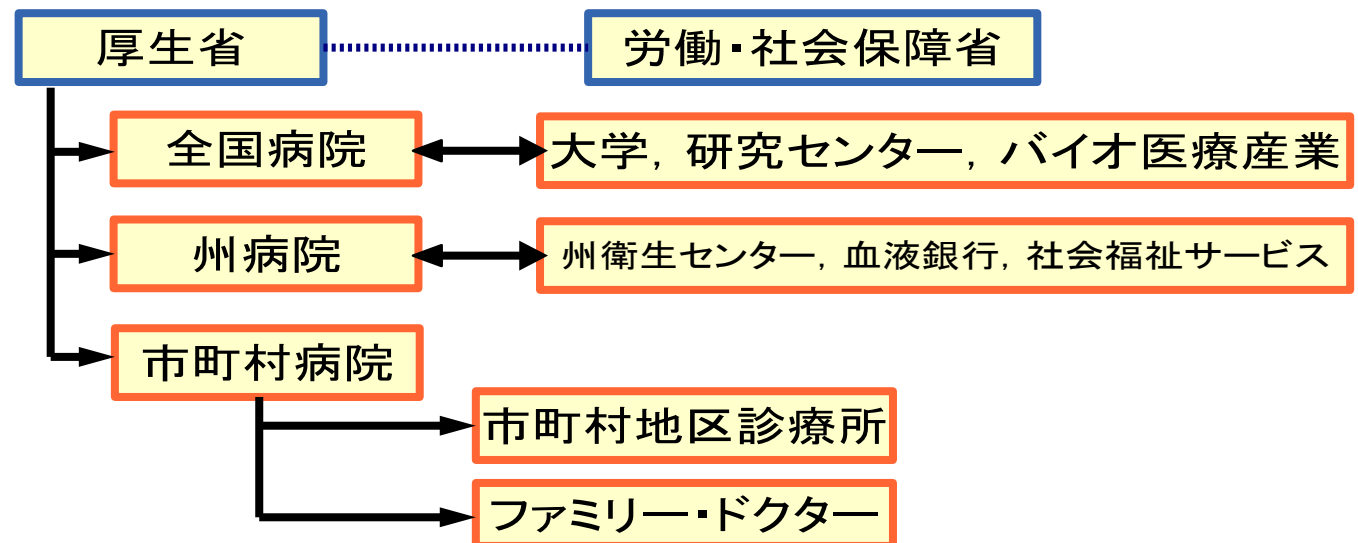 厚生省
労働・社会保障省
全国病院
大学，研究センター，バイオ医療産業
州病院
州衛生センター，血液銀行，社会福祉サービス
市町村病院
市町村地区診療所
ファミリー・ドクター